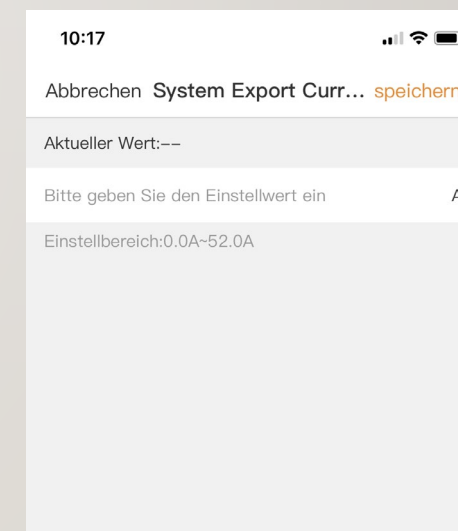 10:17
Abbrechen System Export Curr... speichern
Aktueller Wert:--
Bitte geben Sie den Einstellwert ein A
Einstellbereich:0.0A~52.0A